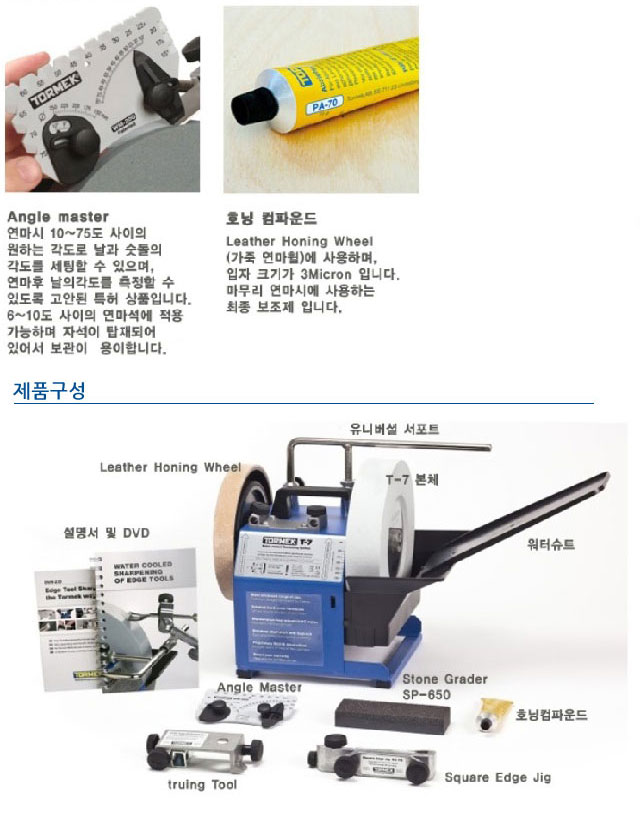 TORMEK
WM-200
TORMEK
PA-70
Angle master
연마시 10~75도 사이의
원하는 각도로 날과 숫돌의
각도를 세팅할 수 있으며,
연마후 날의각도를 측정할 수
있도록 고안된 특허 상품입니다.
6~10도 사이의 연마석에 적용
가능하며 자석이 탑재되어
있어서 보관이 용이합니다.
호닝 컴파운드
Leather Honing Wheel
(가죽 연마휠)에 사용하며,
입자 크기가 3Micron 입니다.
마무리 연마시에 사용하는
최종 보조제 입니다.
제품구성
유니버설 서포트
Leather Honing Wheel
T-7 본체
설명서 및 DVD
워터슈트
TORMEK T-7
WATER COOLED
SHARPENING
OF EDGE TOOLS
Edge Tool Shar
the Tormek W
TORMEK
Angle Master
Stone Grader
SP-650
호닝컴파운드
truing Tool
TORMEK
Square Edge Jig